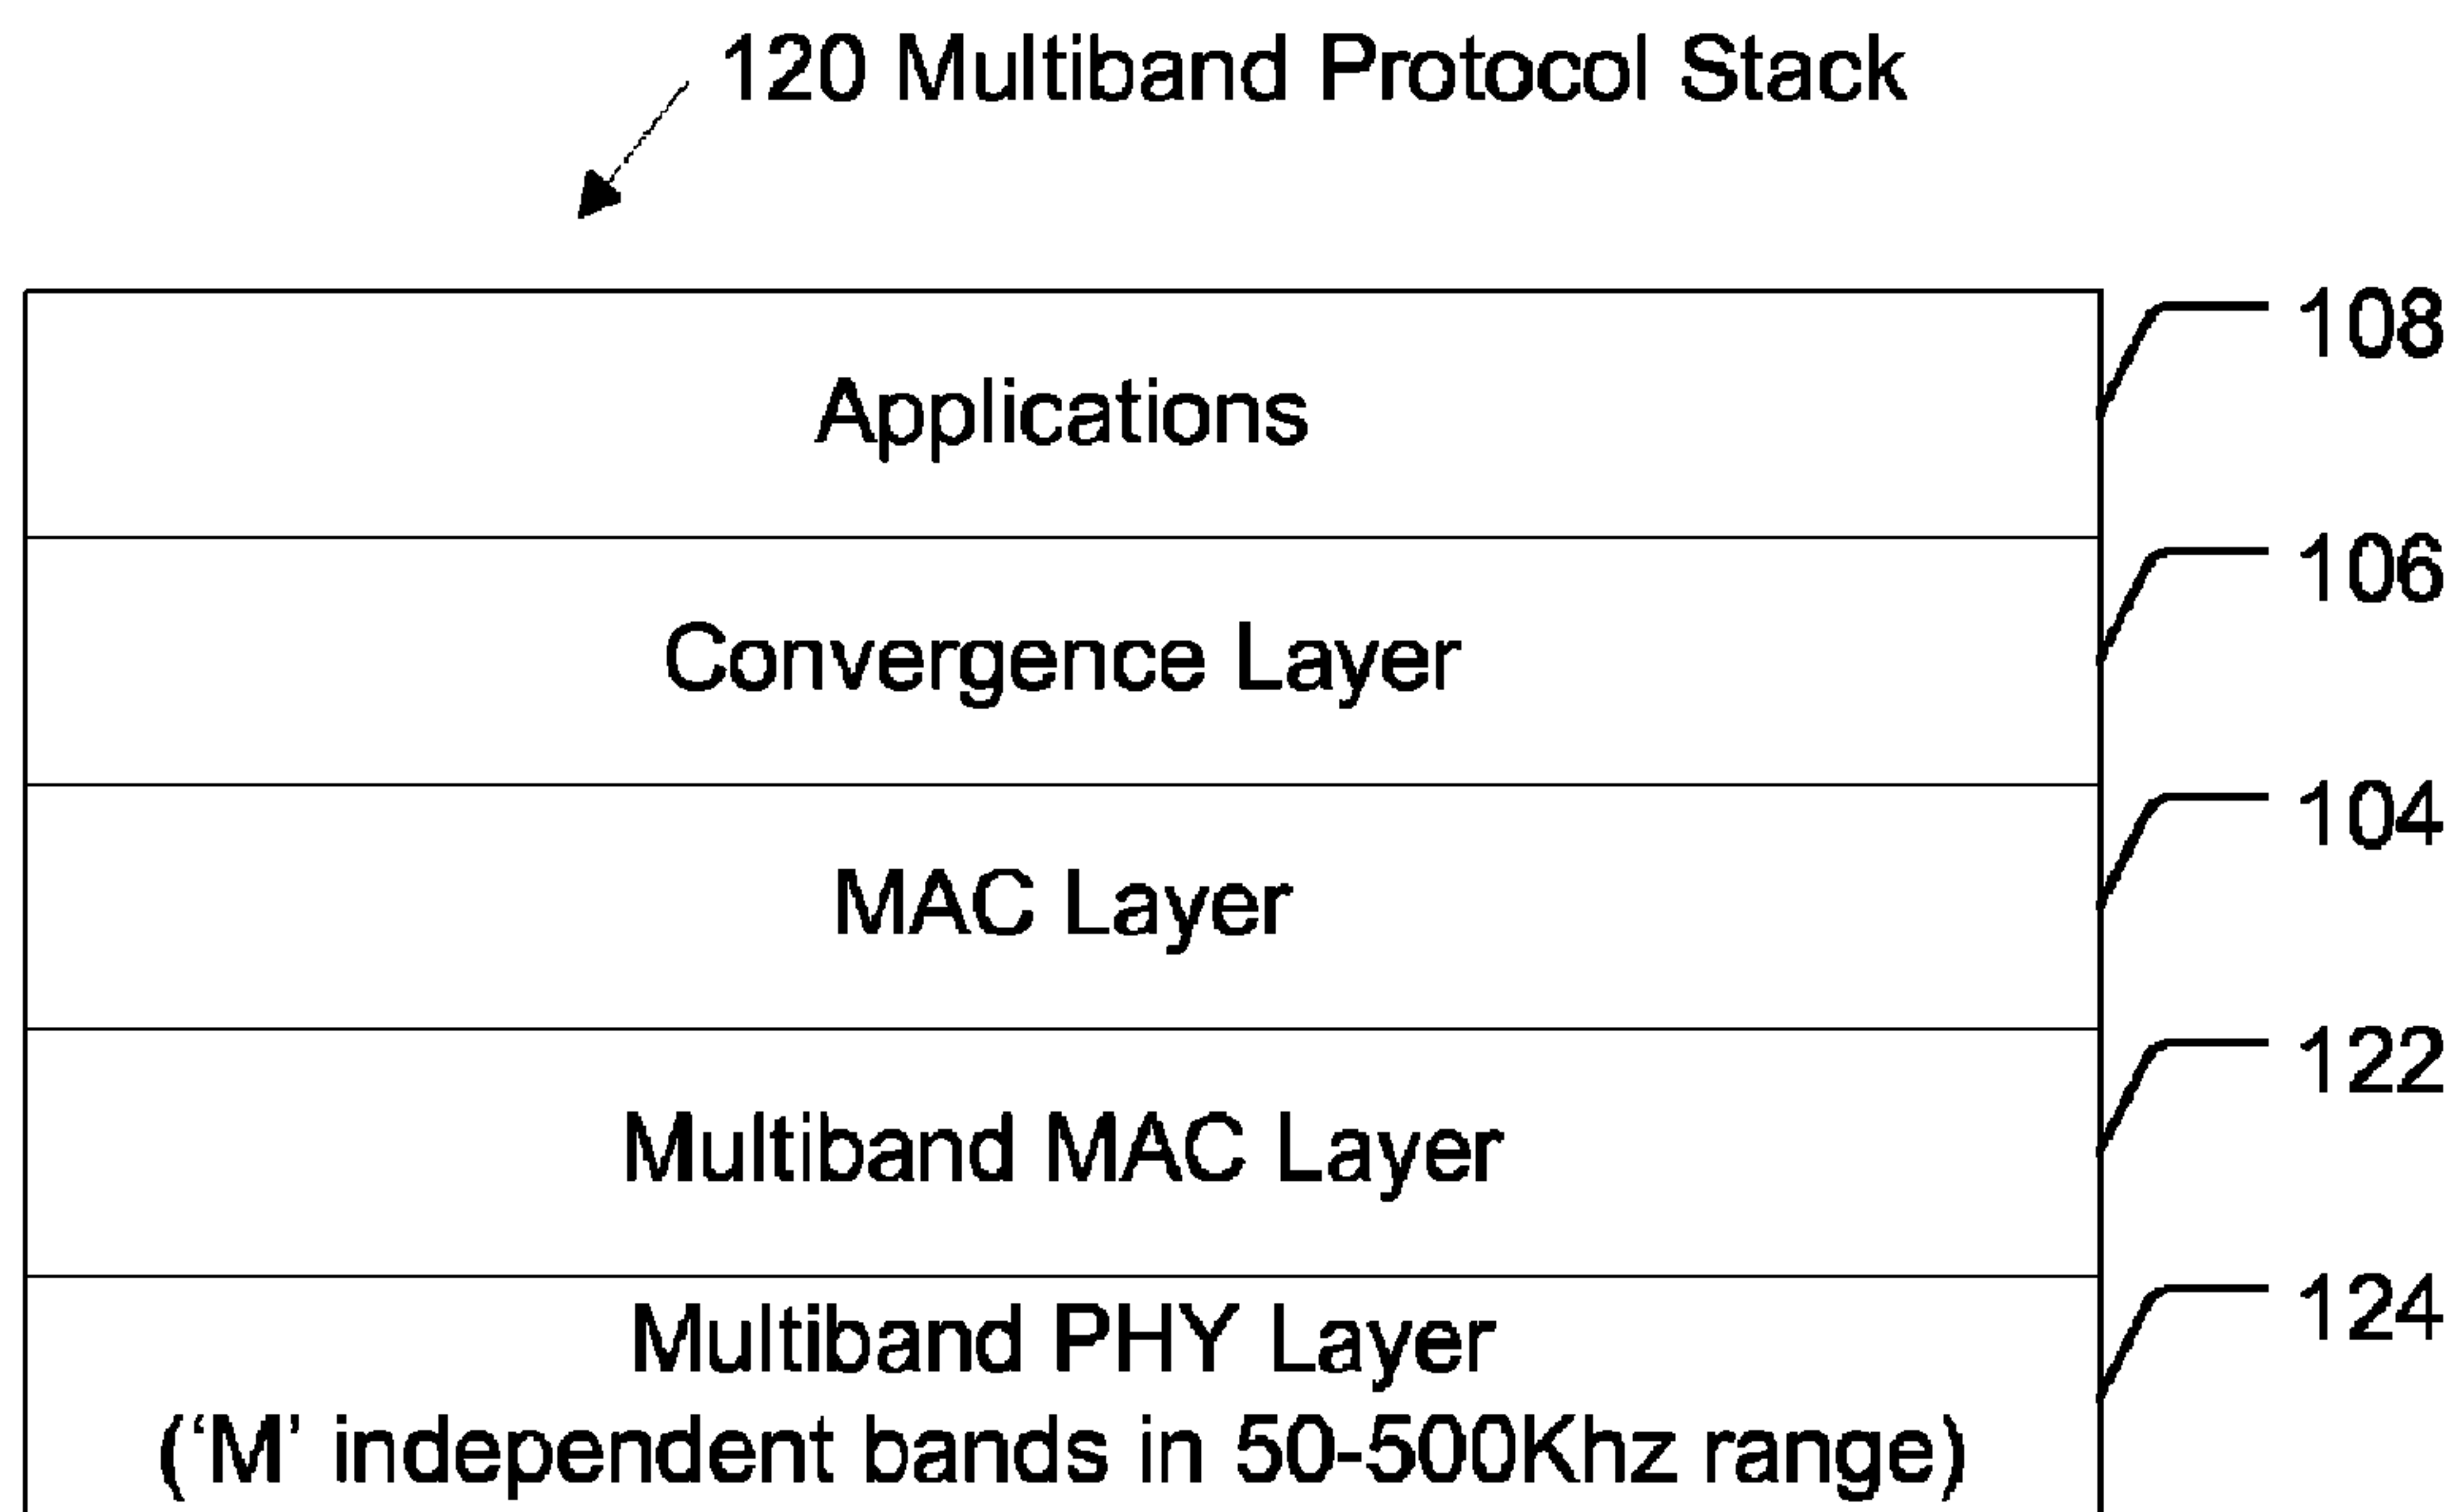 120 Multiband Protocol Stack
108
Applications
106
Convergence Layer
104
MAC Layer
122
Multiband MAC Layer
124
Multiband PHY Layer
(‘M’ independent bands in 50-500Khz range)